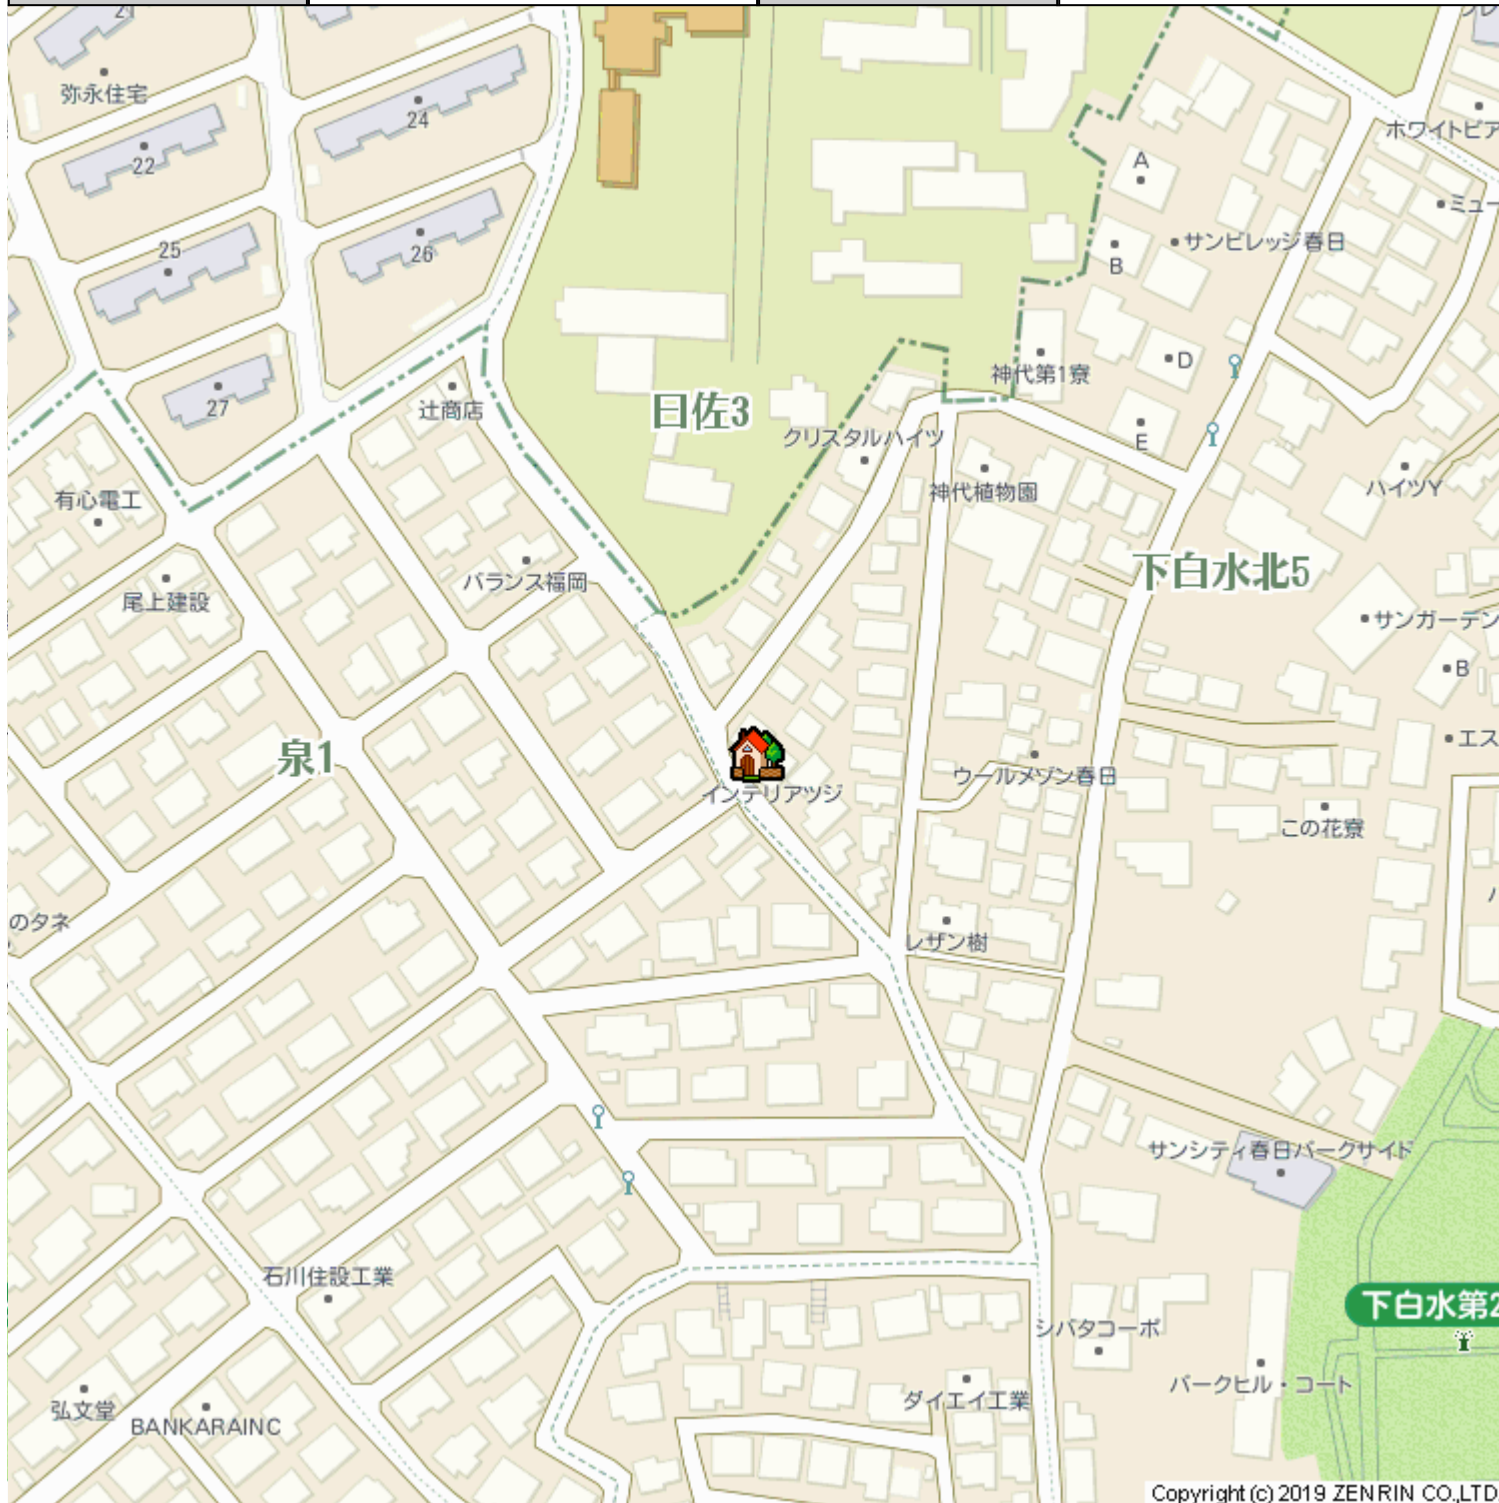 21
弥永住宅
24
22
ホワイトピア
A
ミュー
サンビレッジ春日
25
26
B
神代第1寮
D
27
辻商店
日佐3
クリスタルハイツ
E
有心電工
神代植物園
ハイツY
バランス福岡
下白水北5
尾上建設
サンガーデン
B
泉1
エス
ウールメゾン春日
インテリアツジ
この花寮
のタネ
レザン樹
サンシティ春日パークサイド
石川住設工業
下白水第2
シバタコーポ
パークヒル・コート
ダイエイ工業
弘文堂
BANKARAINC
Copyright (c) 2019 ZENRIN CO.,LTD